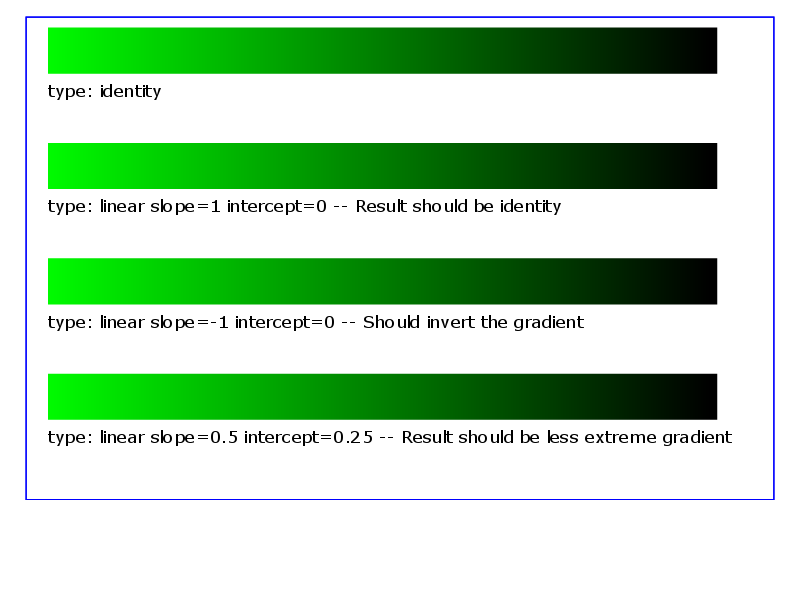 type: identity
type: linear slope=1 intercept=0 -- Result should be identity
type: linear slope=-1 intercept=0 -- Should invert the gradient
type: linear slope=0.5 intercept=0.25 -- Result should be less extreme gradient